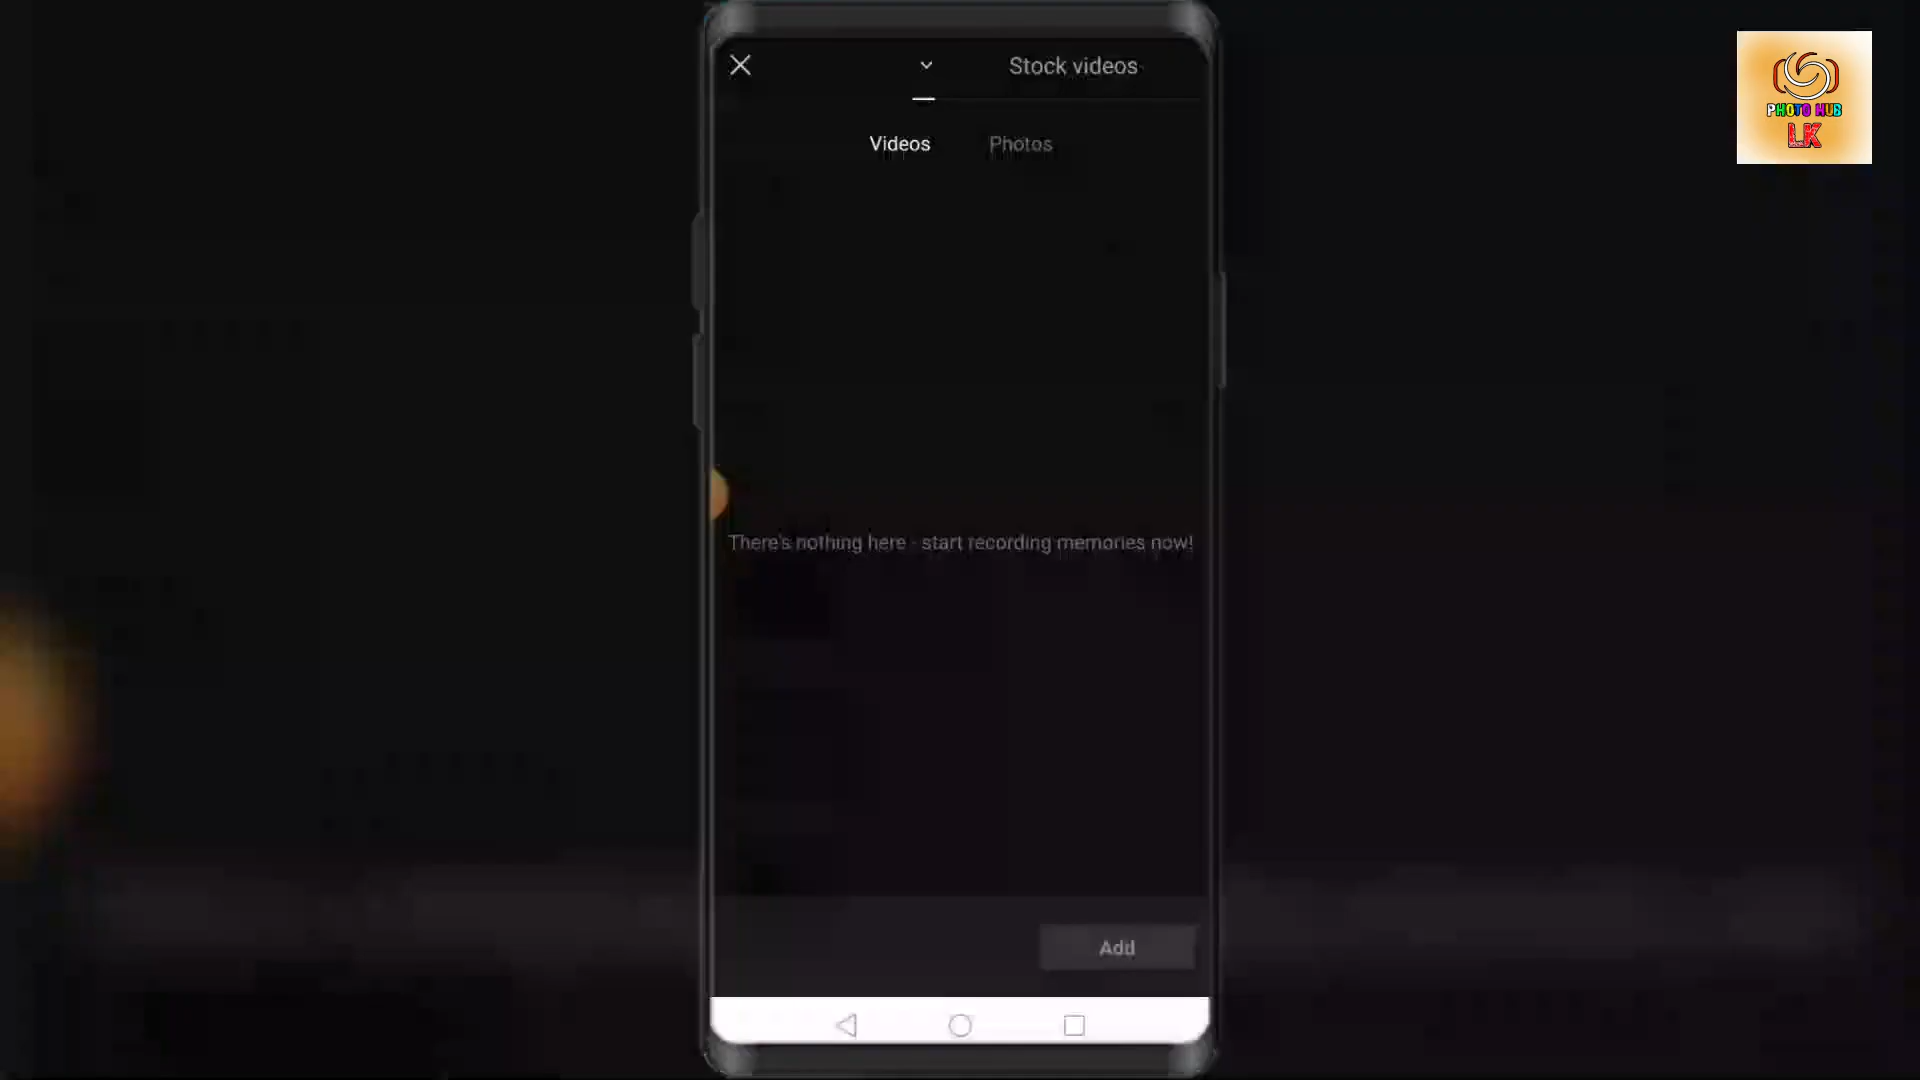 Stock videos
Videos
Photos
There's nothing here - start recording memories now!
Add
PHOTO HUB
LK